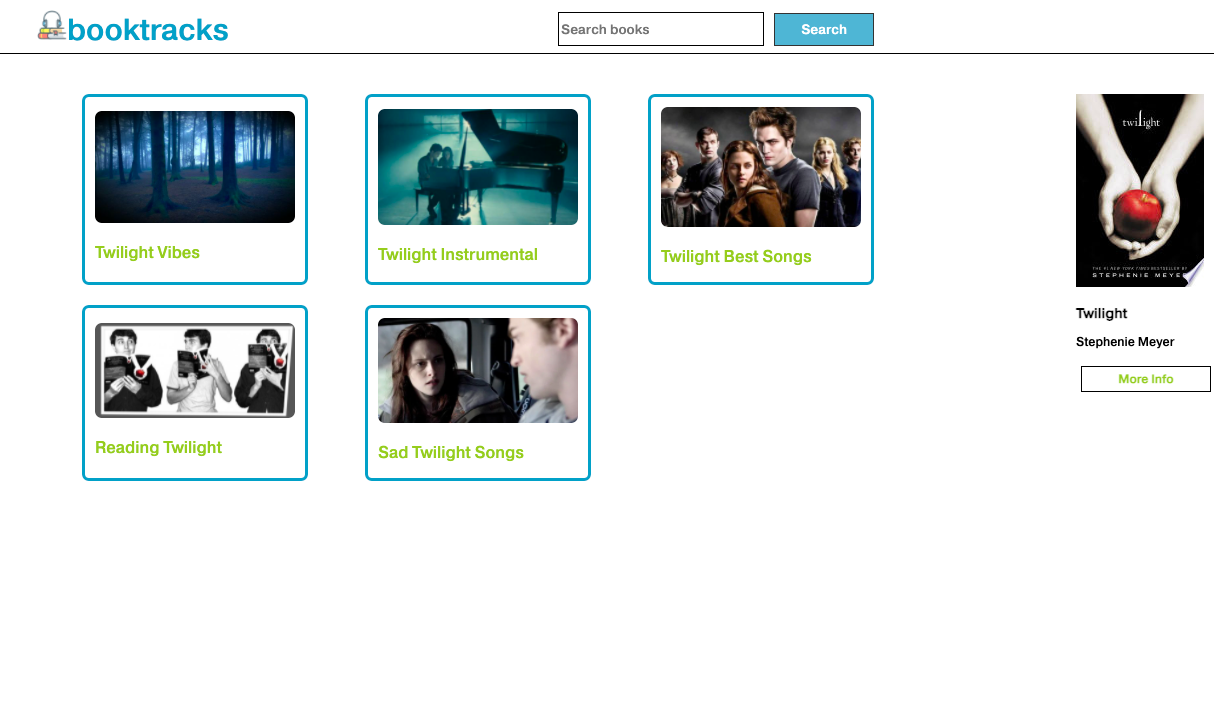 booktracks
Search books
Search
Twilight Vibes
Twilight Instrumental
Twilight Best Songs
Reading Twilight
Sad Twilight Songs
twilight
THE #1 NEW YORK TIMES BESTSELLER BY
STEPHENIE MEYER
Twilight
Stephenie Meyer
More Info